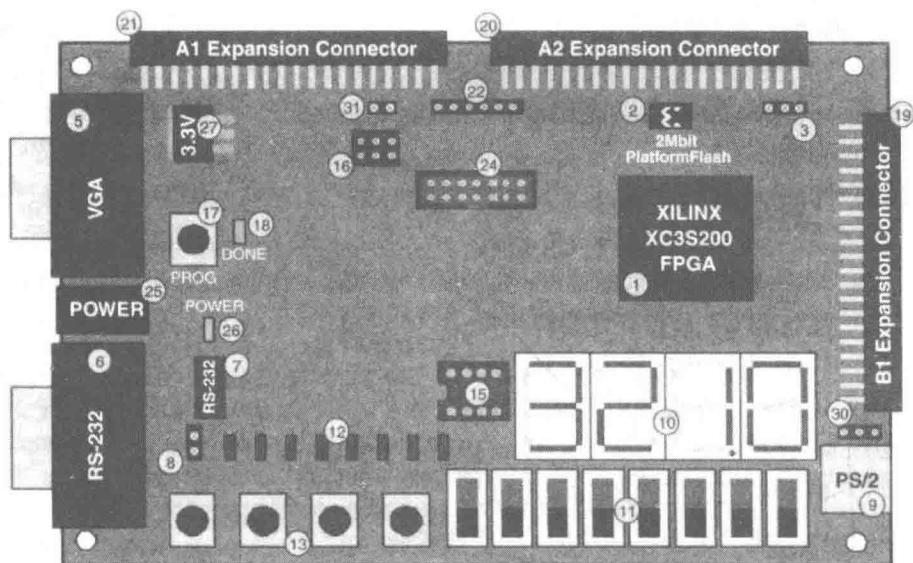 21
A1 Expansion Connector
20
A2 Expansion Connector
5
VGA
27
3.3V
31
22
16
24
2
2Mbit
PlatformFlash
3
19
B1 Expansion Connector
17
PROG
18
DONE
XILINX
XC3S200
FPGA
1
25
POWER
POWER
26
6
RS-232
7
RS-232
8
12
15
32.10
10
30
PS/2
9
13
11